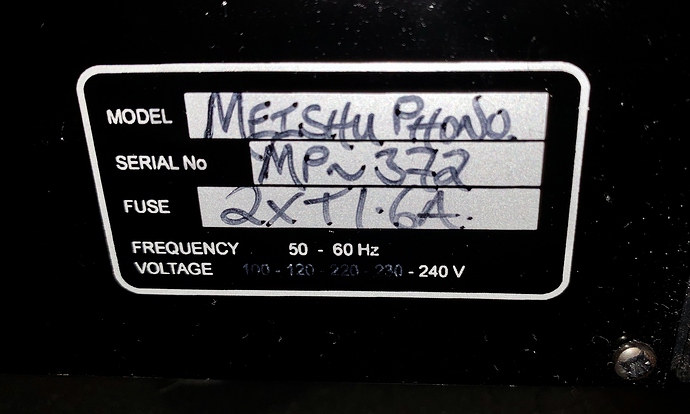 MODEL MEISHU PHONO.
SERIAL No MP~372
FUSE 2XT1.6A.
FREQUENCY 50 - 60 Hz
VOLTAGE 100 - 120 - 220 - 230 - 240 V